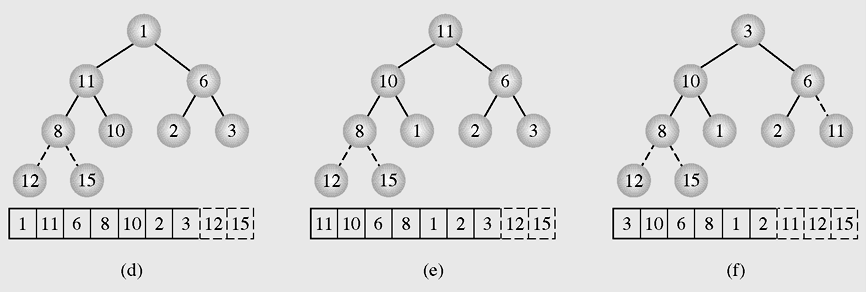 1 11 3
11 6 10 6 10 6
8 10 2 3 8 1 2 3 8 1 2 11
12 15 12 15 12 15
1 11 6 8 10 2 3 12 15 11 10 6 8 1 2 3 12 15 3 10 6 8 1 2 11 12 15
(d) (e) (f)